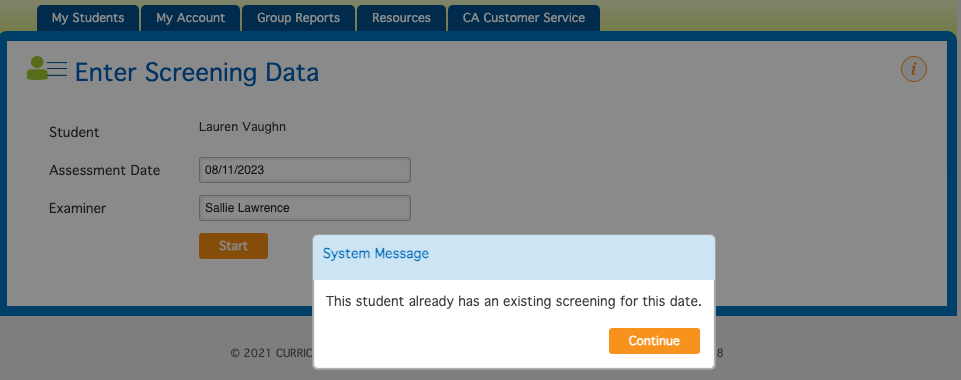 My Students My Account Group Reports Resources CA Customer Service
i Enter Screening Data
Student Lauren Vaughn
Assessment Date 08/11/2023
Examiner Sallie Lawrence
Start
System Message
This student already has an existing screening for this date.
Continue
© 2021 8